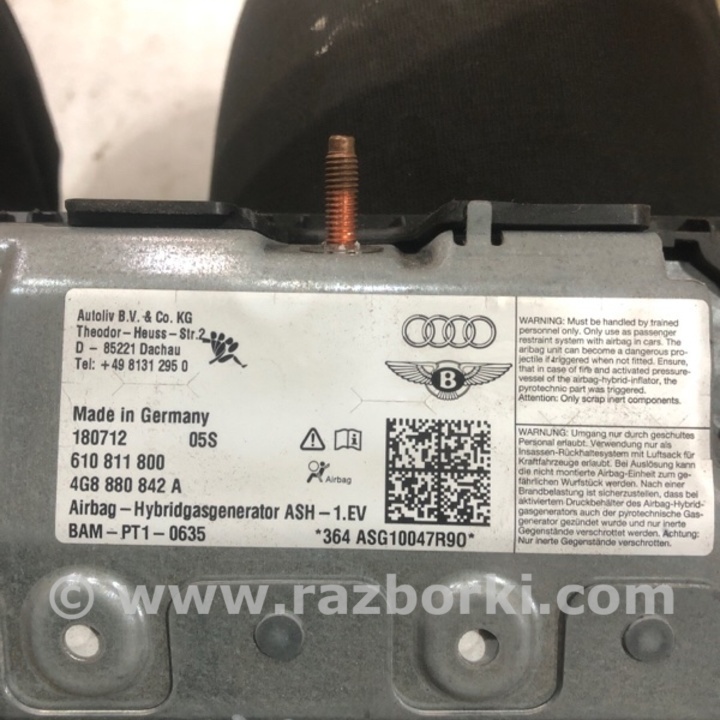 Autoliv B.V. & Co. KG
Theodor-Heuss-Str.2
D - 85221 Dachau
Tel: +49 8131 295 0
Made in Germany
180712 05S
610 811 800
4G8 880 842 A
Airbag-Hybridgasgenerator ASH-1.EV
BAM-PT1-0635 *364 ASG10047R90*
B
Airbag
WARNING: Must be handled by trained
personnel only. Only use as passenger
restraint system with airbag in cars. The
aribag unit can become a dangerous pro-
jectile if triggered when not fitted. Ensure,
that in case of fire and activated pressure-
vessel of the airbag-hybrid-inflator, the
pyrotechnic part was triggered.
Attention: Only scrap inert components.
WARNUNG: Umgang nur durch geschultes
Personal erlaubt. Verwendung nur als
Insassen-Rückhaltesystem mit Luftsack für
Kraftfahrzeuge erlaubt. Bei Auslösung kann
die nicht montierte Airbag-Einheit zum ge-
fährlichen Wurfstück werden. Nach einer
Brandbelastung ist sicherzustellen, dass bei
aktiviertem Druckbehälter des Airbag-Hybrid-
gasgenerators auch der pyrotechnische Gas-
generator gezündet wurde und nur inerte
Gegenstände verschrottet werden. Achtung:
Nur inerte Gegenstände verschrotten.
© www.razborki.com